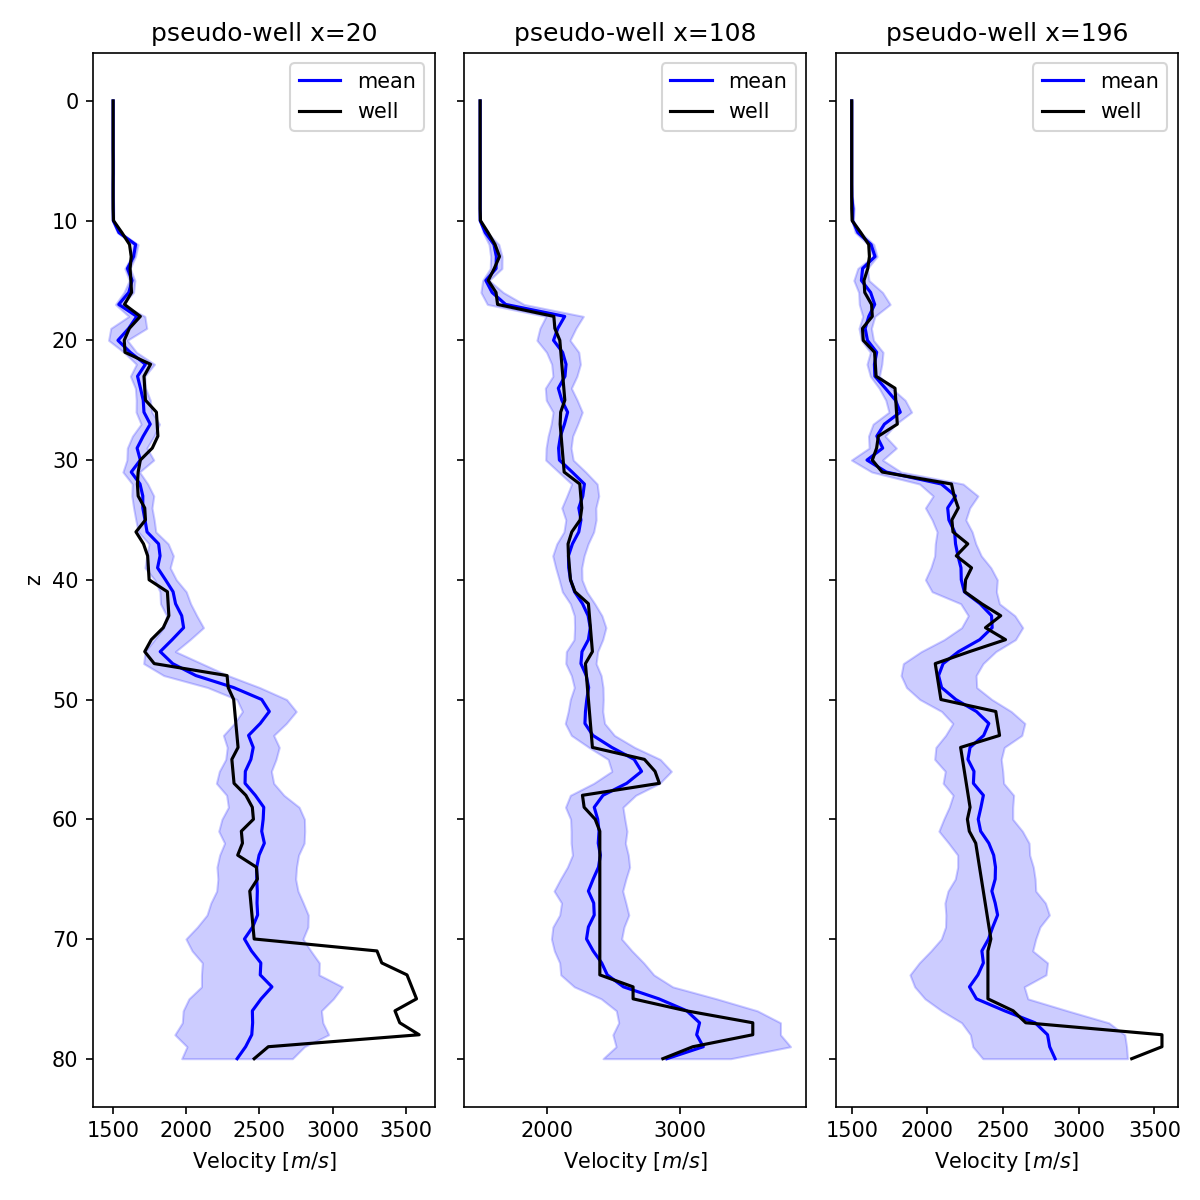 pseudo-well x=20
pseudo-well x=108
pseudo-well x=196
mean
well
mean
well
mean
well
0
10
20
30
40
50
60
70
80
z
1500 2000 2500 3000 3500
2000 3000
1500 2000 2500 3000 3500
Velocity [m/s]
Velocity [m/s]
Velocity [m/s]